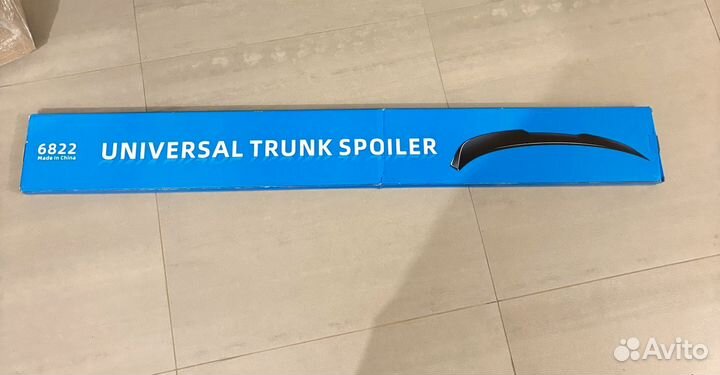 6822
Made In China
UNIVERSAL TRUNK SPOILER
Avito